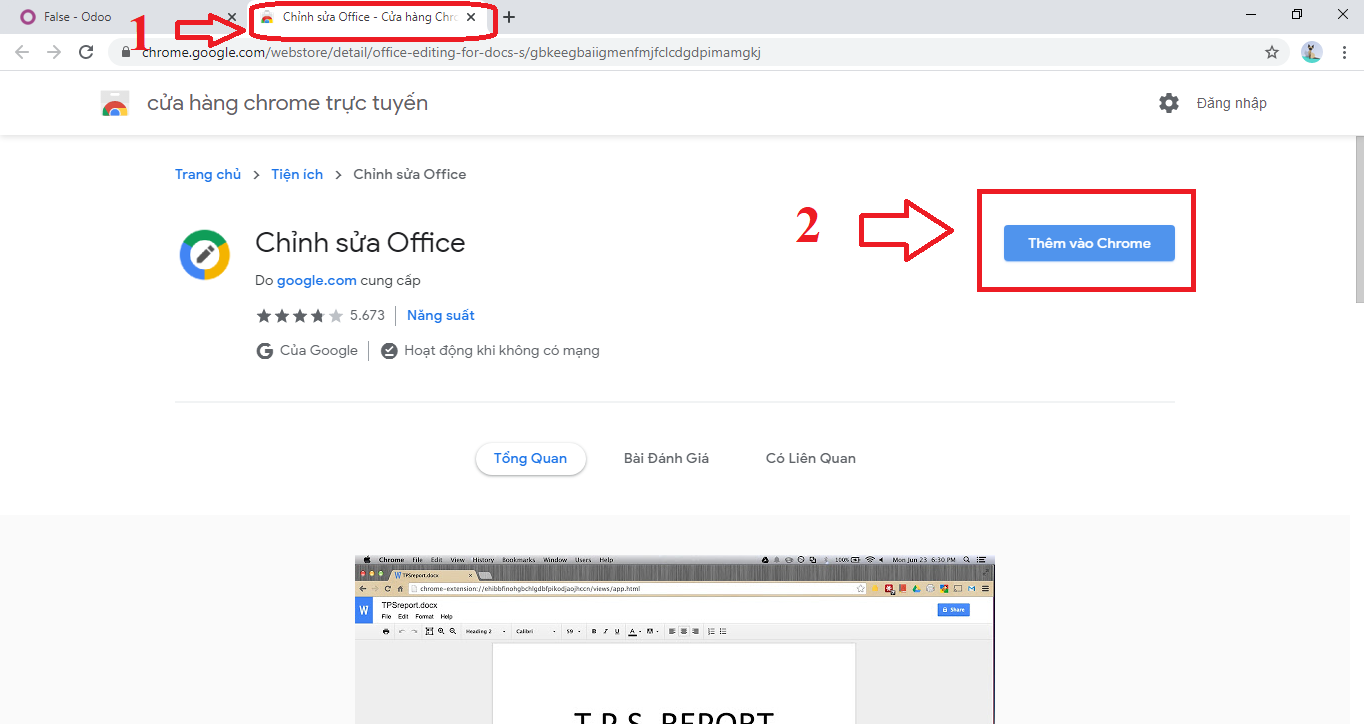 False - Odoo
Chỉnh sửa Office - Cửa hàng Chro
1
chrome.google.com/webstore/detail/office-editing-for-docs-s/gbkeegbaiigmenfmjfclcdgdpimamgkj
cửa hàng chrome trực tuyến
Đăng nhập
Trang chủ > Tiện ích > Chỉnh sửa Office
2
Thêm vào Chrome
Chỉnh sửa Office
Do google.com cung cấp
5.673 Năng suất
Của Google Hoạt động khi không có mạng
Tổng Quan Bài Đánh Giá Có Liên Quan
Chrome File Edit View History Bookmarks Window Users Help 100% Mon Jun 23 6:30 PM
TPSreport.docx
chrome-extension://ehibbfinohgbchlgdbfpikodjaojhccn/views/app.html
W
TPSreport.docx
Share
File Edit Format Help
Heading 2 Calibri 59 B I U A
T.P.S. REPORT